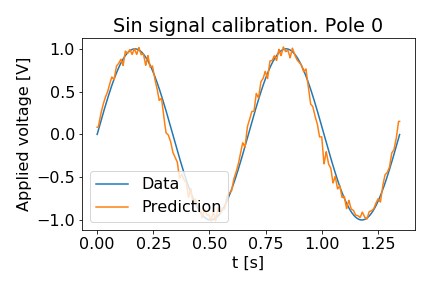 Sin signal calibration. Pole 0
Applied voltage [V]
1.0
0.5
0.0
−0.5
−1.0
Data
Prediction
0.00 0.25 0.50 0.75 1.00 1.25
t [s]